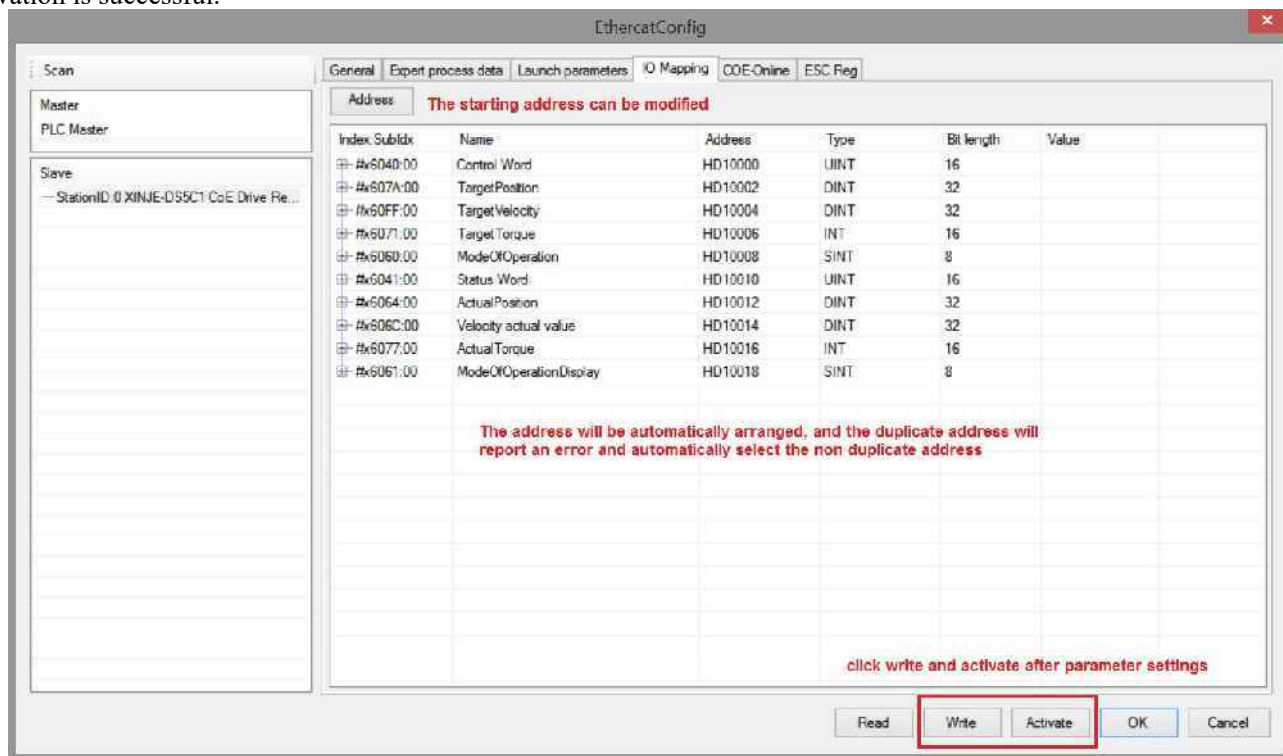 vation is successful.
EthercatConfig
Scan
General Expert process data Launch parameters IO Mapping COE-Online ESC Reg
Master
PLC Master
Address The starting address can be modified
Index:SubIdx Name Address Type Bit length Value
Slave
StationID:0 XINJE-DS5C1 CoE Drive Re...
#x6040:00 Control Word HD10000 UINT 16
#x607A:00 TargetPosition HD10002 DINT 32
#x60FF:00 TargetVelocity HD10004 DINT 32
#x6071:00 TargetTorque HD10006 INT 16
#x6060:00 ModeOfOperation HD10008 SINT 8
#x6041:00 Status Word HD10010 UINT 16
#x6064:00 ActualPosition HD10012 DINT 32
#x606C:00 Velocity actual value HD10014 DINT 32
#x6077:00 ActualTorque HD10016 INT 16
#x6061:00 ModeOfOperationDisplay HD10018 SINT 8
The address will be automatically arranged, and the duplicate address will
report an error and automatically select the non duplicate address
click write and activate after parameter settings
Read Write Activate OK Cancel